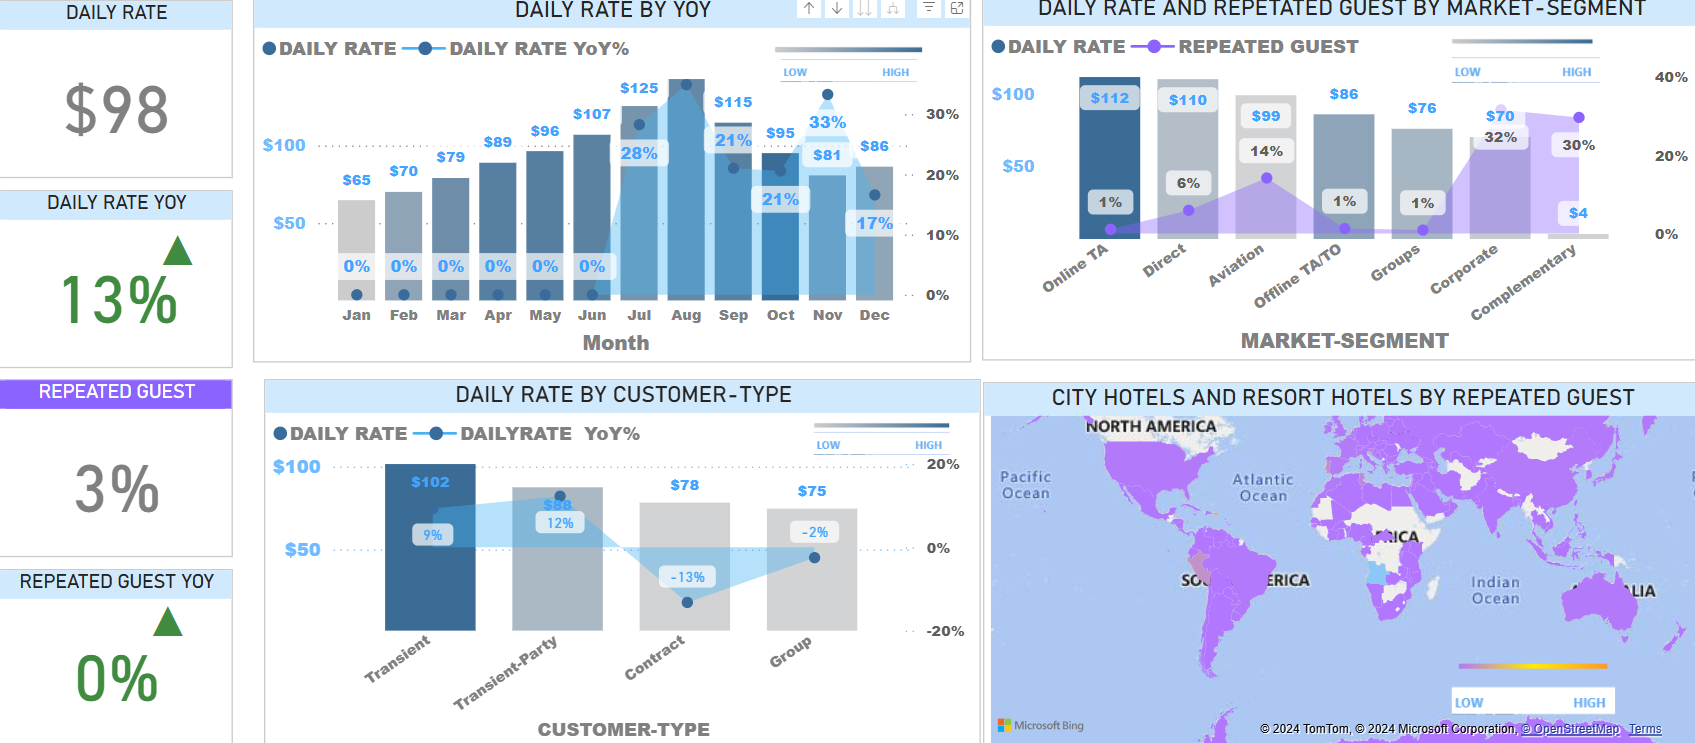 DAILY RATE
$98
DAILY RATE YOY
13%
REPEATED GUEST
3%
REPEATED GUEST YOY
0%
DAILY RATE BY YOY
DAILY RATE DAILY RATE YoY%
LOW HIGH
$100
$50
$65 $70 $79 $89 $96 $107 $125 $115 $95 $81 $86
0% 0% 0% 0% 0% 0% 28% 21% 21% 33% 17%
30%
20%
10%
0%
Jan Feb Mar Apr May Jun Jul Aug Sep Oct Nov Dec
Month
DAILY RATE AND REPETATED GUEST BY MARKET-SEGMENT
DAILY RATE REPEATED GUEST
LOW HIGH
$100
$50
$112 $110 $99 $86 $76 $70 $4
1% 6% 14% 1% 1% 32% 30%
40%
20%
0%
Online TA Direct Aviation Offline TA/TO Groups Corporate Complementary
MARKET-SEGMENT
DAILY RATE BY CUSTOMER-TYPE
DAILY RATE DAILYRATE YoY%
LOW HIGH
$100
$50
$102 $88 $78 $75
9% 12% -13% -2%
20%
0%
-20%
Transient Transient-Party Contract Group
CUSTOMER-TYPE
CITY HOTELS AND RESORT HOTELS BY REPEATED GUEST
NORTH AMERICA
Pacific
Ocean
Atlantic
Ocean
Indian
Ocean
LOW HIGH
Microsoft Bing
© 2024 TomTom, © 2024 Microsoft Corporation, © OpenStreetMap Terms